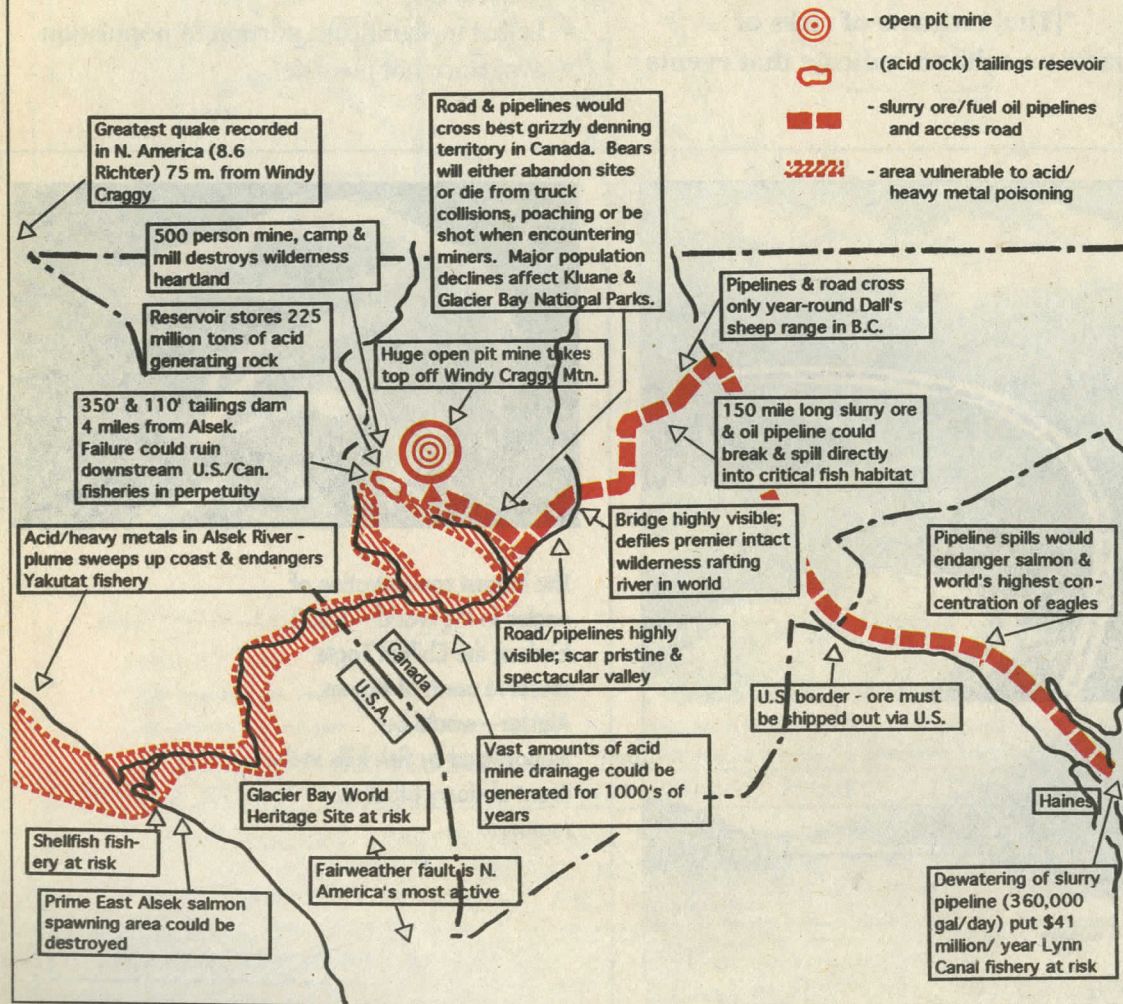 - open pit mine
- (acid rock) tailings resevoir
- slurry ore/fuel oil pipelines
and access road
- area vulnerable to acid/
heavy metal poisoning
Greatest quake recorded
in N. America (8.6
Richter) 75 m. from Windy
Craggy
Road & pipelines would
cross best grizzly denning
territory in Canada. Bears
will either abandon sites
or die from truck
collisions, poaching or be
shot when encountering
miners. Major population
declines affect Kluane &
Glacier Bay National Parks.
500 person mine, camp &
mill destroys wilderness
heartland
Reservoir stores 225
million tons of acid
generating rock
Huge open pit mine takes
top off Windy Craggy Mtn.
Pipelines & road cross
only year-round Dall's
sheep range in B.C.
350' & 110' tailings dam
4 miles from Alsek.
Failure could ruin
downstream U.S./Can.
fisheries in perpetuity
150 mile long slurry ore
& oil pipeline could
break & spill directly
into critical fish habitat
Acid/heavy metals in Alsek River -
plume sweeps up coast & endangers
Yakutat fishery
Bridge highly visible;
defiles premier intact
wilderness rafting
river in world
Pipeline spills would
endanger salmon &
world's highest con-
centration of eagles
Canada
U.S.A.
Road/pipelines highly
visible; scar pristine &
spectacular valley
U.S. border - ore must
be shipped out via U.S.
Vast amounts of acid
mine drainage could be
generated for 1000's of
years
Glacier Bay World
Heritage Site at risk
Haines
Shellfish fish-
ery at risk
Fairweather fault is N.
America's most active
Prime East Alsek salmon
spawning area could be
destroyed
Dewatering of slurry
pipeline (360,000
gal/day) put $41
million/ year Lynn
Canal fishery at risk